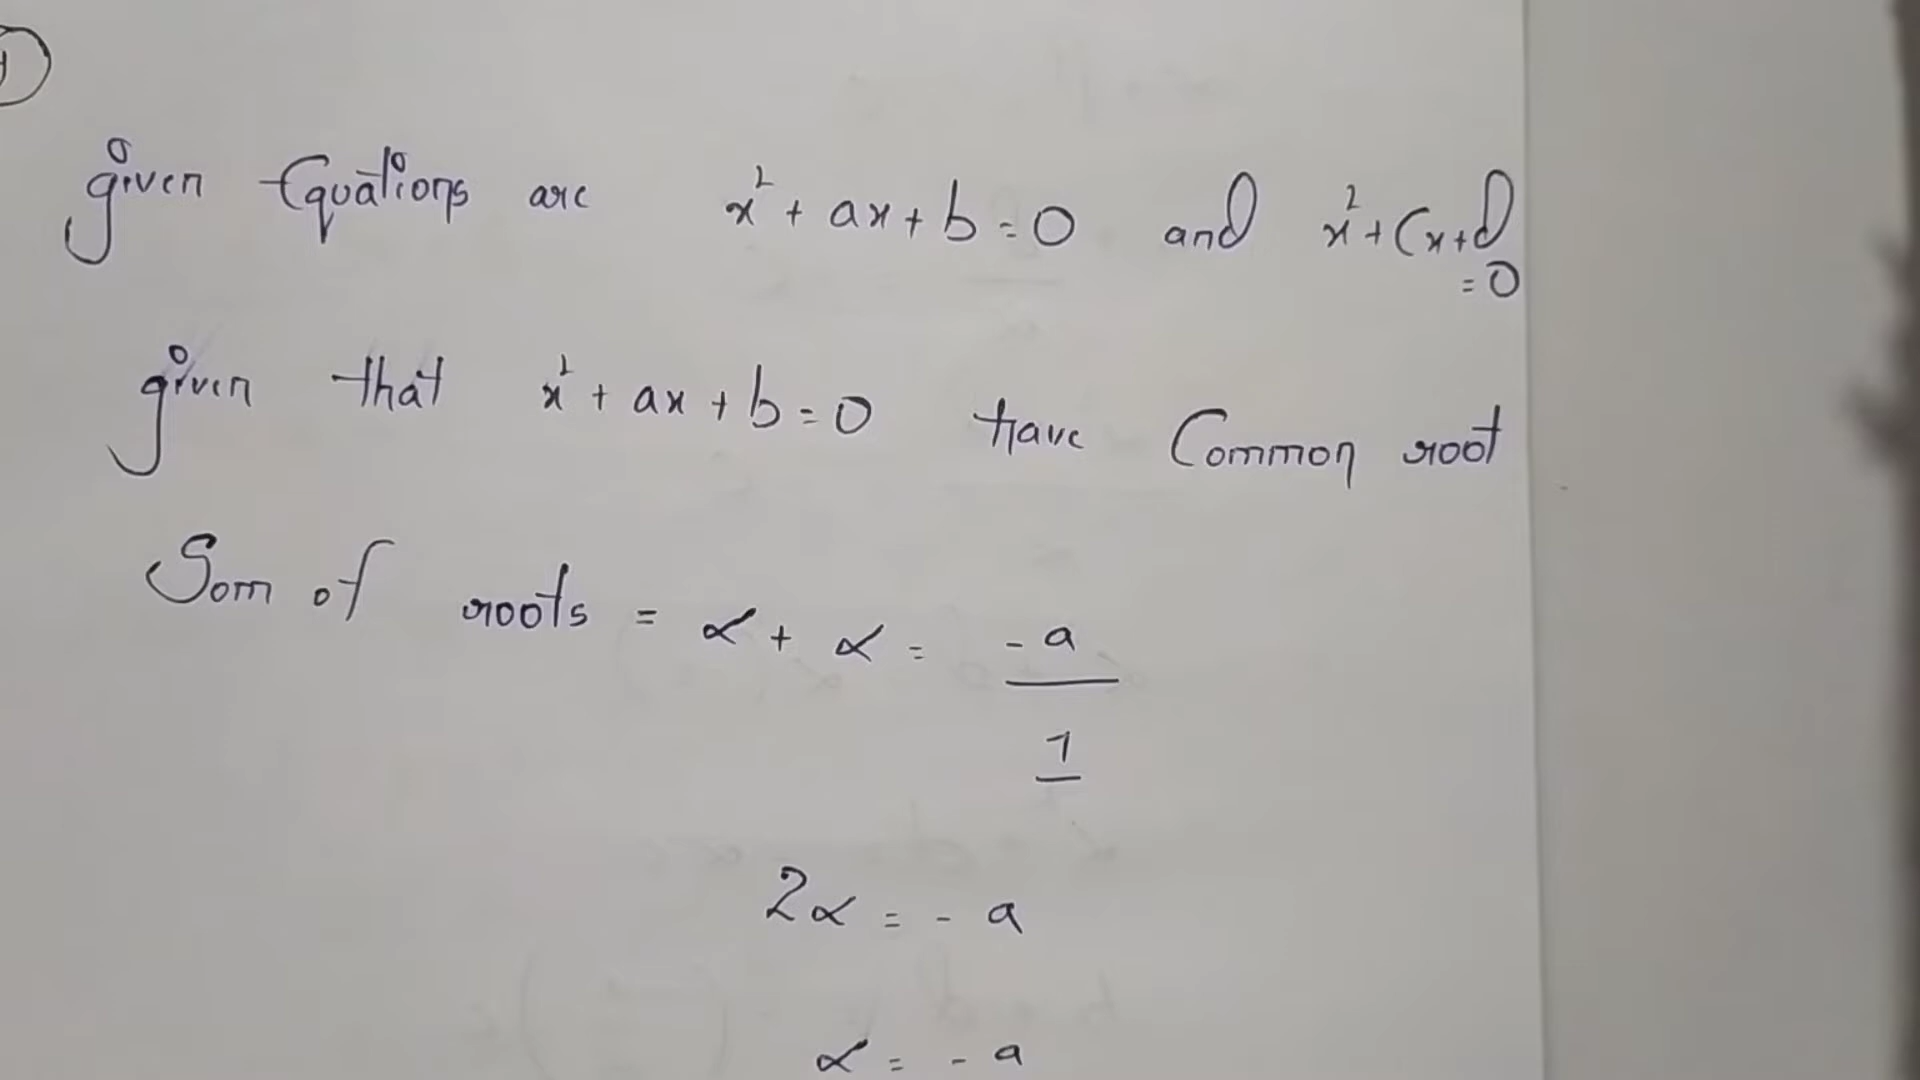 given Equations are x² + ax + b = 0 and x² + Cx + d = 0
given that x² + ax + b = 0 have Common root
Som of roots = α + α = -a/1
2α = - a
α = - a